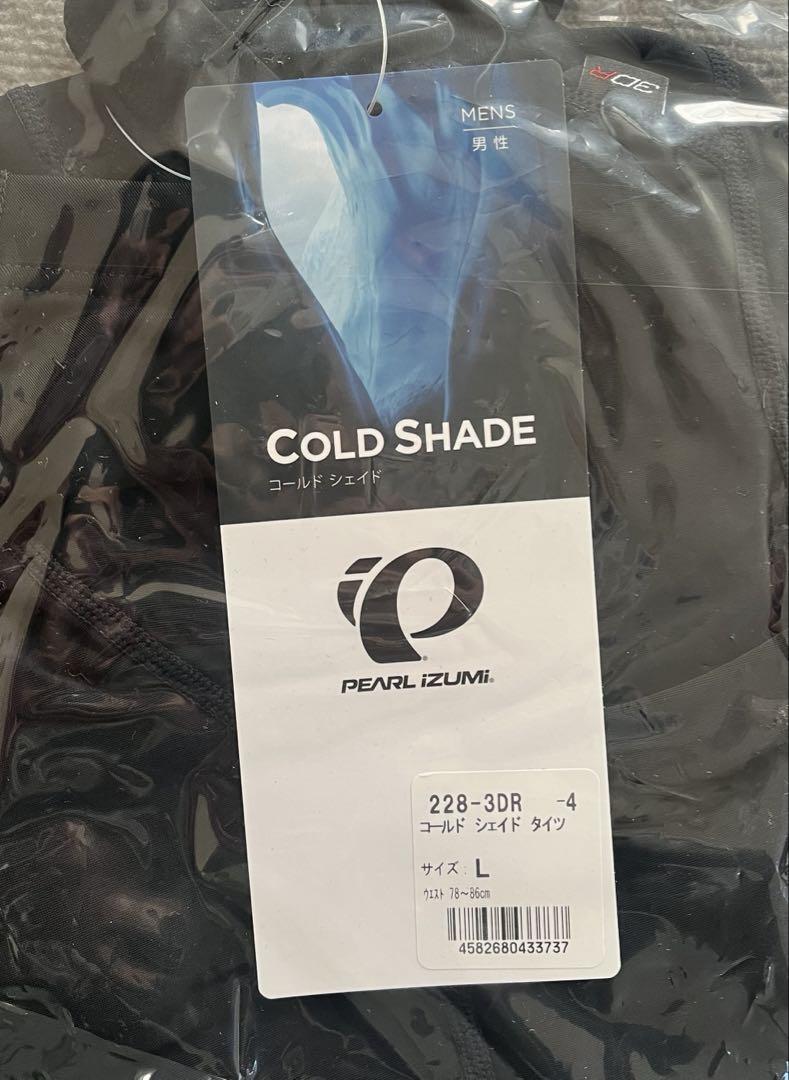 3DR
MENS
男性
COLD SHADE
コールド シェイド
PEARL iZUMi®
228-3DR -4
コールド シェイド タイツ
サイズ: L
ウエスト 78〜86cm
4582680433737